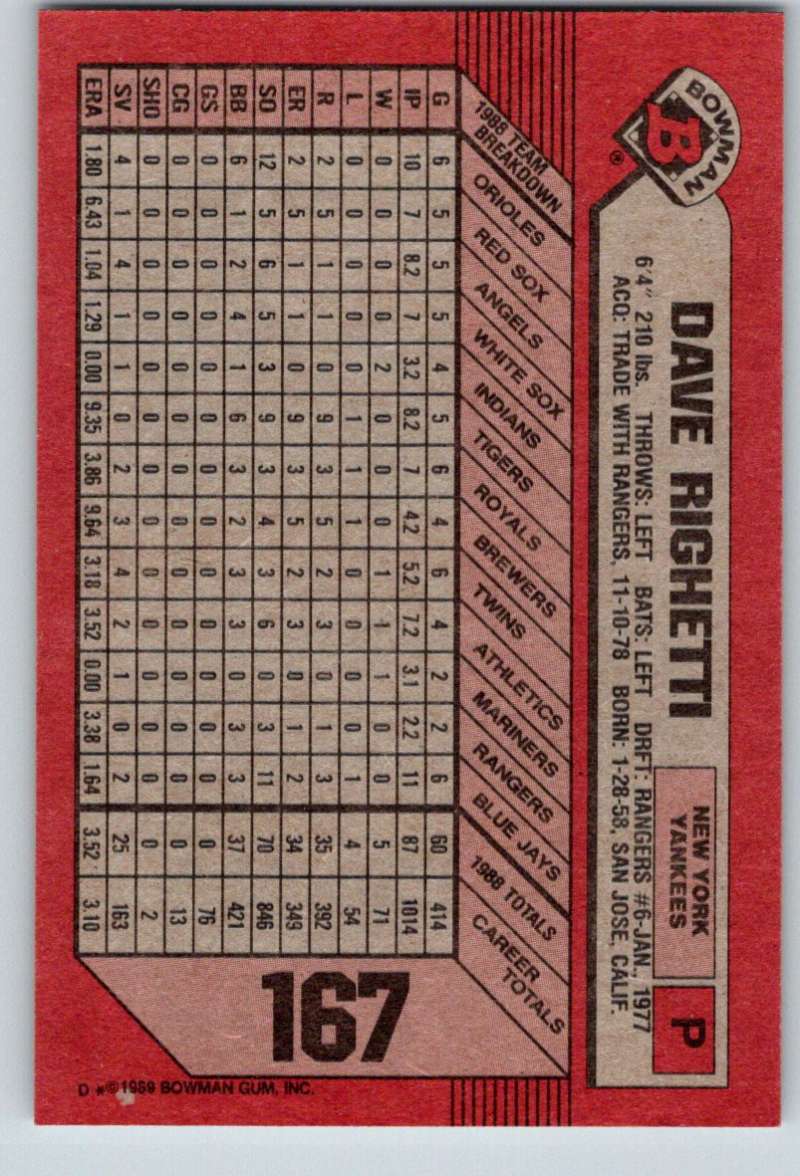 BOWMAN
B
®
DAVE RIGHETTI
NEW YORK
YANKEES
P
6'4" 210 lbs. THROWS: LEFT BATS: LEFT DRFT: RANGERS #6-JAN., 1977
ACQ: TRADE WITH RANGERS, 11-10-78 BORN: 1-28-58, SAN JOSE, CALIF.
1988 TEAM
BREAKDOWN
ORIOLES
RED SOX
ANGELS
WHITE SOX
INDIANS
TIGERS
ROYALS
BREWERS
TWINS
ATHLETICS
MARINERS
RANGERS
BLUE JAYS
1988 TOTALS
CAREER
TOTALS
G 6 5 5 5 4 5 6 4 6 4 2 2 6 60 414
IP 10 7 8.2 7 3.2 8.2 7 4.2 5.2 7.2 3.1 2.2 11 87 1014
W 0 0 0 0 2 0 0 0 1 1 1 0 0 5 71
L 0 0 0 0 0 1 1 1 0 0 0 0 1 4 54
R 2 5 1 1 0 9 3 5 2 3 0 1 3 35 392
ER 2 5 1 1 0 9 3 5 2 3 0 1 2 34 349
SO 12 5 6 5 3 9 3 4 3 6 0 3 11 70 846
BB 6 1 2 4 1 6 3 2 3 3 0 3 3 37 421
GS 0 0 0 0 0 0 0 0 0 0 0 0 0 0 76
CG 0 0 0 0 0 0 0 0 0 0 0 0 0 0 13
SHO 0 0 0 0 0 0 0 0 0 0 0 0 0 0 2
SV 4 1 4 1 1 0 2 3 4 2 1 0 2 25 163
ERA 1.80 6.43 1.04 1.29 0.00 9.35 3.86 9.64 3.18 3.52 0.00 3.38 1.64 3.52 3.10
167
D *©1989 BOWMAN GUM, INC.